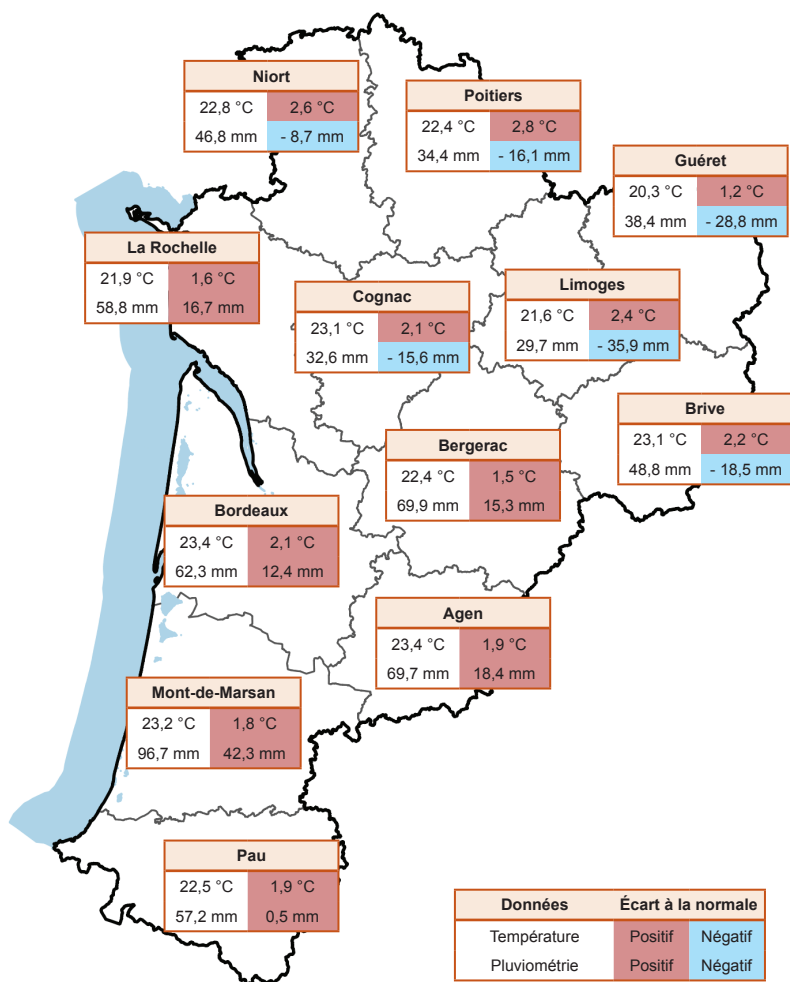 Niort
22,8 °C 2,6 °C
46,8 mm - 8,7 mm
Poitiers
22,4 °C 2,8 °C
34,4 mm - 16,1 mm
Guéret
20,3 °C 1,2 °C
38,4 mm - 28,8 mm
La Rochelle
21,9 °C 1,6 °C
58,8 mm 16,7 mm
Cognac
23,1 °C 2,1 °C
32,6 mm - 15,6 mm
Limoges
21,6 °C 2,4 °C
29,7 mm - 35,9 mm
Brive
23,1 °C 2,2 °C
48,8 mm - 18,5 mm
Bergerac
22,4 °C 1,5 °C
69,9 mm 15,3 mm
Bordeaux
23,4 °C 2,1 °C
62,3 mm 12,4 mm
Agen
23,4 °C 1,9 °C
69,7 mm 18,4 mm
Mont-de-Marsan
23,2 °C 1,8 °C
96,7 mm 42,3 mm
Pau
22,5 °C 1,9 °C
57,2 mm 0,5 mm
Données Écart à la normale
Température Positif Négatif
Pluviométrie Positif Négatif